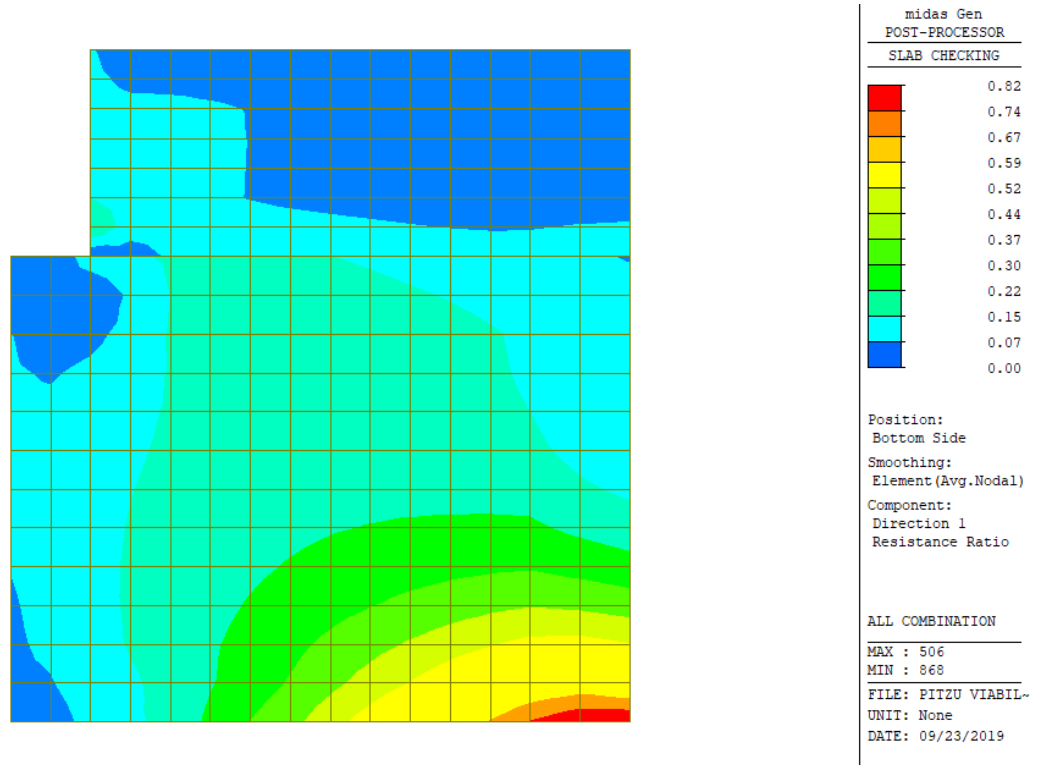 midas Gen
POST-PROCESSOR
SLAB CHECKING
0.82
0.74
0.67
0.59
0.52
0.44
0.37
0.30
0.22
0.15
0.07
0.00
Position:
Bottom Side
Smoothing:
Element(Avg.Nodal)
Component:
Direction 1
Resistance Ratio
ALL COMBINATION
MAX : 506
MIN : 868
FILE: PITZU VIABIL~
UNIT: None
DATE: 09/23/2019